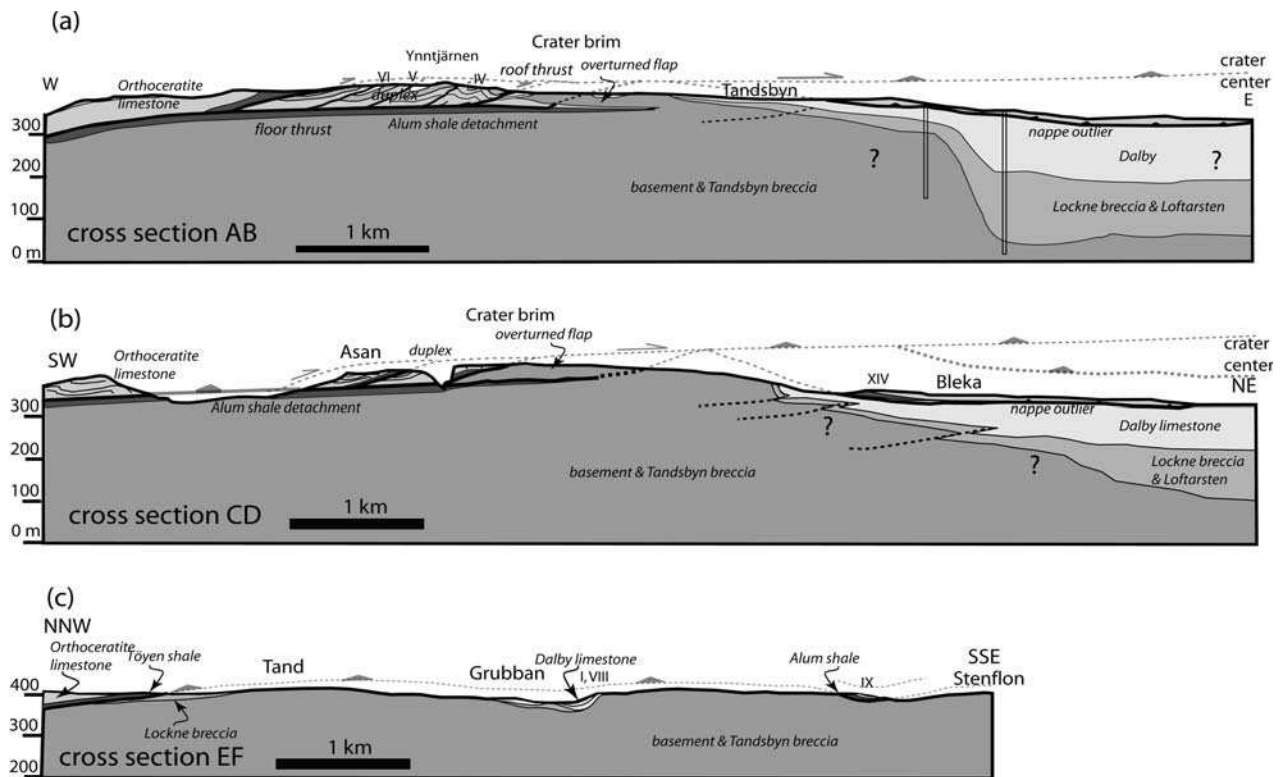 (a)
Ynntjärnen
Crater brim
W
Orthoceratite
limestone
VI
V
IV
roof thrust
overturned flap
duplex
Tandsbyn
crater
center
E
300
floor thrust
Alum shale detachment
nappe outlier
200
?
Dalby
?
basement & Tandsbyn breccia
100
Lockne breccia & Loftarsten
cross section AB
1 km
0 m
(b)
Crater brim
overturned flap
SW
Orthoceratite
limestone
Asan
duplex
crater
center
NE
XIV
Bleka
300
Alum shale detachment
nappe outlier
?
Dalby limestone
200
basement & Tandsbyn breccia
?
Lockne breccia
& Loftarsten
100
cross section CD
1 km
0 m
(c)
NNW
Orthoceratite
limestone
Töyen shale
Tand
Grubban
Dalby limestone
I, VIII
Alum shale
IX
SSE
Stenflon
400
300
Lockne breccia
basement & Tandsbyn breccia
cross section EF
1 km
200